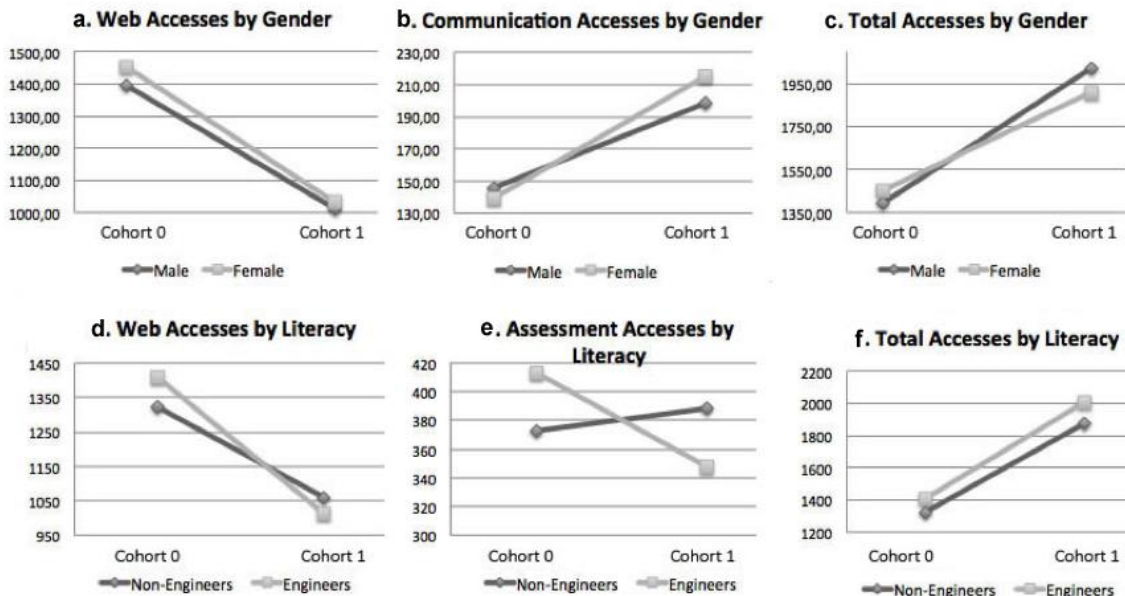 a. Web Accesses by Gender
1500,00
1400,00
1300,00
1200,00
1100,00
1000,00
Cohort 0
Cohort 1
Male
Female
b. Communication Accesses by Gender
230,00
210,00
190,00
170,00
150,00
130,00
Cohort 0
Cohort 1
Male
Female
c. Total Accesses by Gender
1950,00
1750,00
1550,00
1350,00
Cohort 0
Cohort 1
Male
Female
d. Web Accesses by Literacy
1450
1350
1250
1150
1050
950
Cohort 0
Cohort 1
Non-Engineers
Engineers
e. Assessment Accesses by
Literacy
420
400
380
360
340
320
300
Cohort 0
Cohort 1
Non-Engineers
Engineers
f. Total Accesses by Literacy
2200
2000
1800
1600
1400
1200
Cohort 0
Cohort 1
Non-Engineers
Engineers